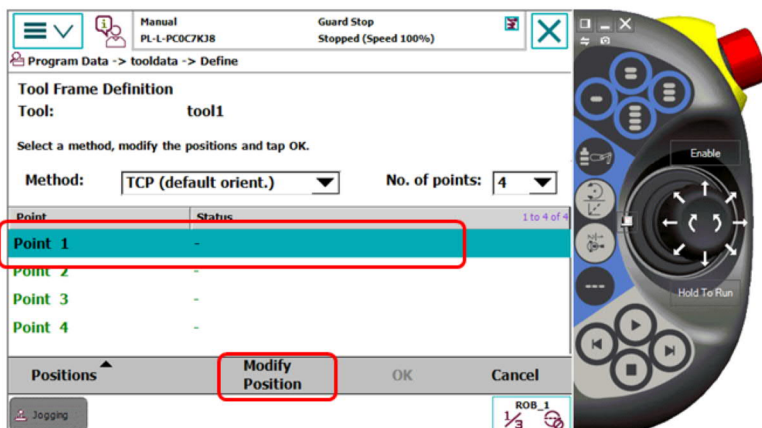 Manual
PL-L-PC0C7KJ8
Guard Stop
Stopped (Speed 100%)
Program Data -> tooldata -> Define
Tool Frame Definition
Tool: tool1
Select a method, modify the positions and tap OK.
Method: TCP (default orient.) No. of points: 4
Point Status 1 to 4 of 4
Point 1 -
Point 2 -
Point 3 -
Point 4 -
Positions Modify Position OK Cancel
Jogging
ROB_1
1/3
Enable
Hold To Run